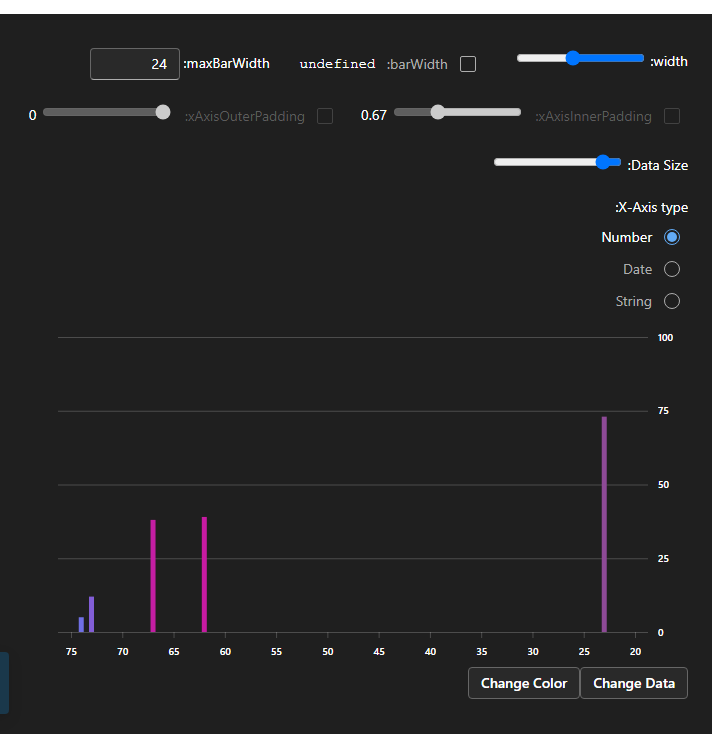 24 :maxBarWidth undefined :barWidth :width
0 :xAxisOuterPadding 0.67 :xAxisInnerPadding
:Data Size
:X-Axis type
Number
Date
String
100
75
50
25
0
75 70 65 60 55 50 45 40 35 30 25 20
Change Color Change Data